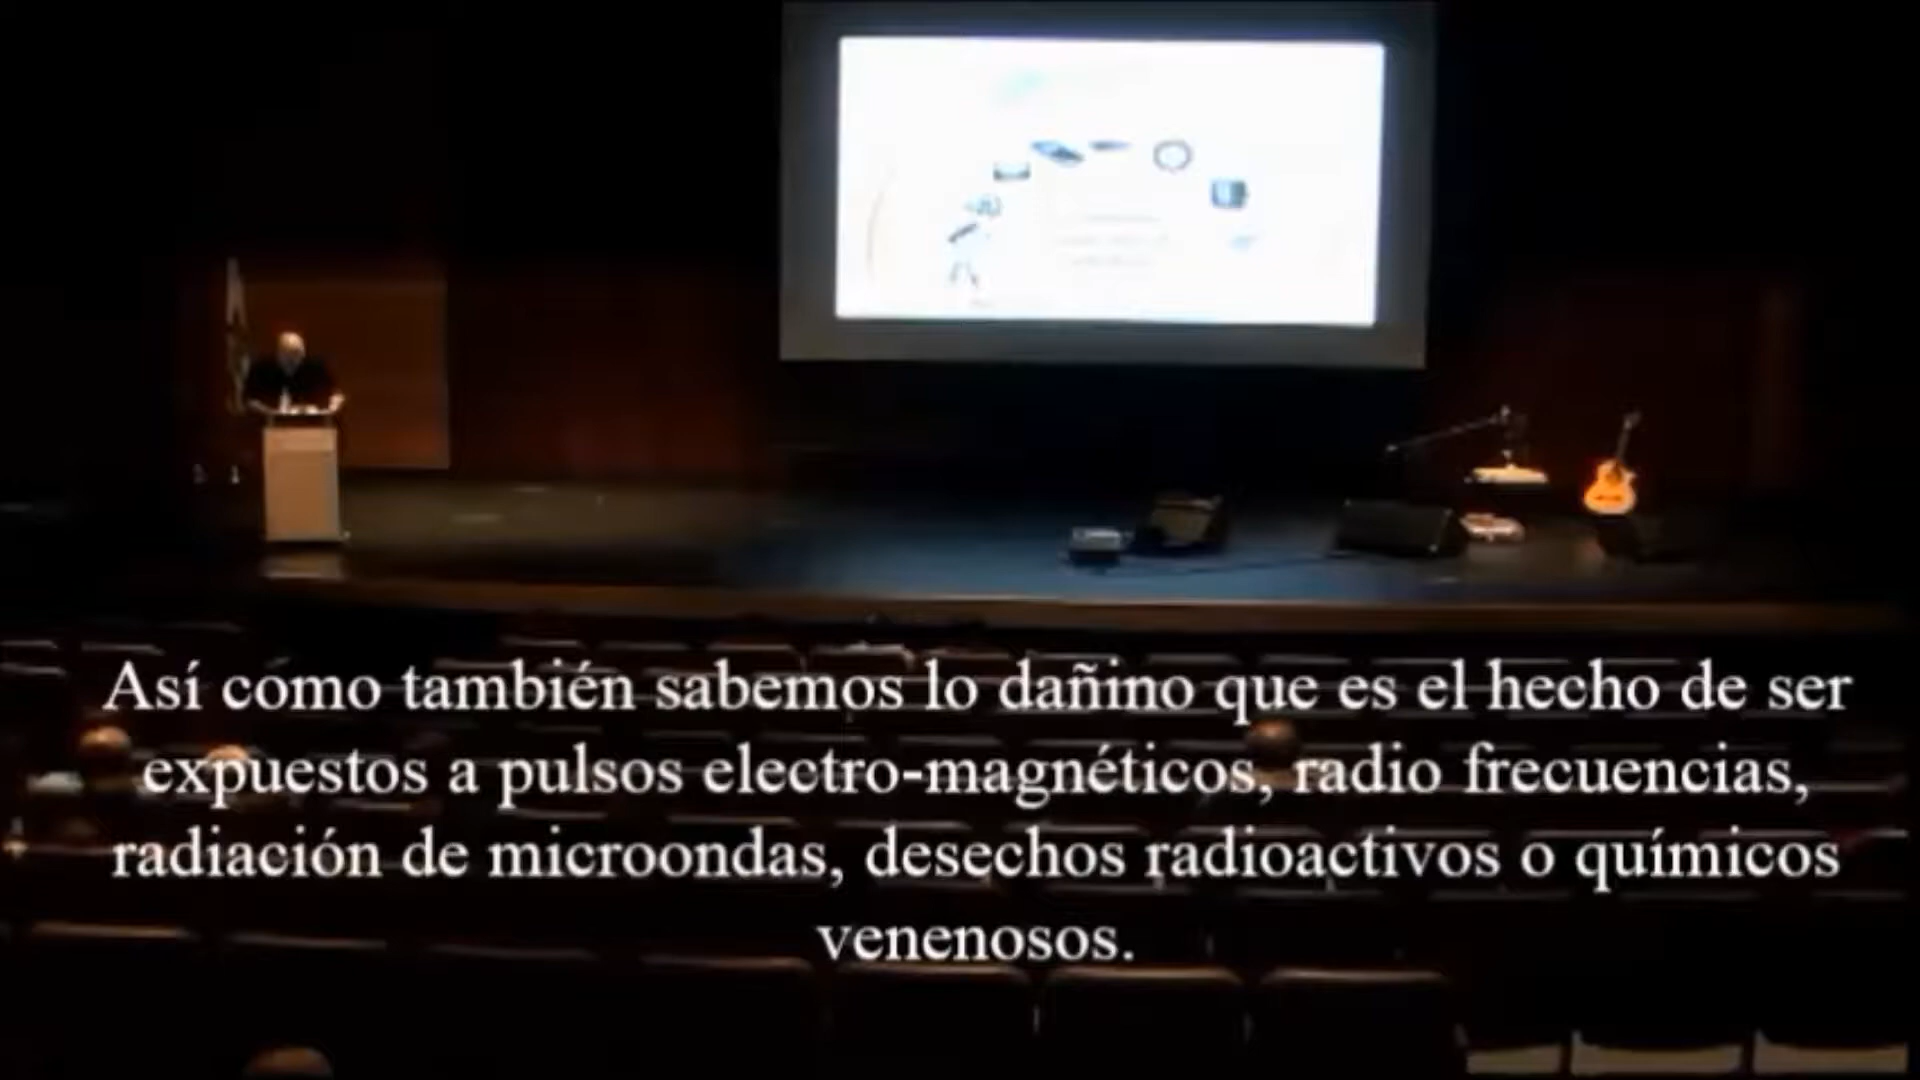 Así como también sabemos lo dañino que es el hecho de ser
expuestos a pulsos electro-magnéticos, radio frecuencias,
radiación de microondas, desechos radioactivos o químicos
venenosos.